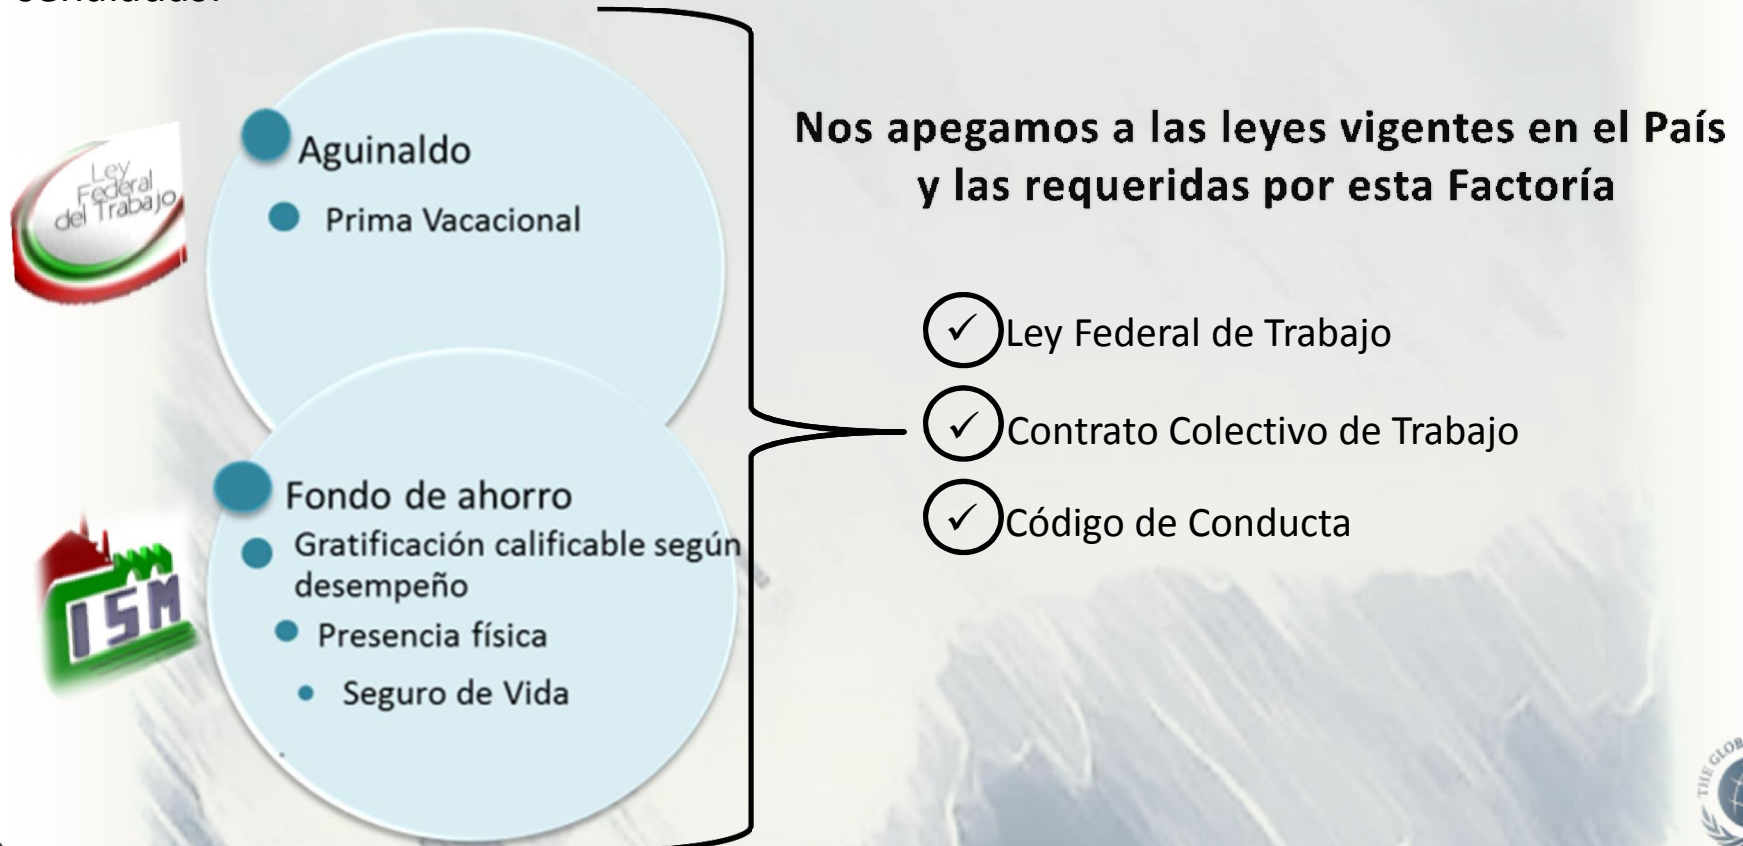 Ley
Federal
del Trabajo
Aguinaldo
Prima Vacacional
ISM
Fondo de ahorro
Gratificación calificable según
desempeño
Presencia física
Seguro de Vida
Nos apegamos a las leyes vigentes en el País
y las requeridas por esta Factoría
✓ Ley Federal de Trabajo
✓ Contrato Colectivo de Trabajo
✓ Código de Conducta
THE GLOB